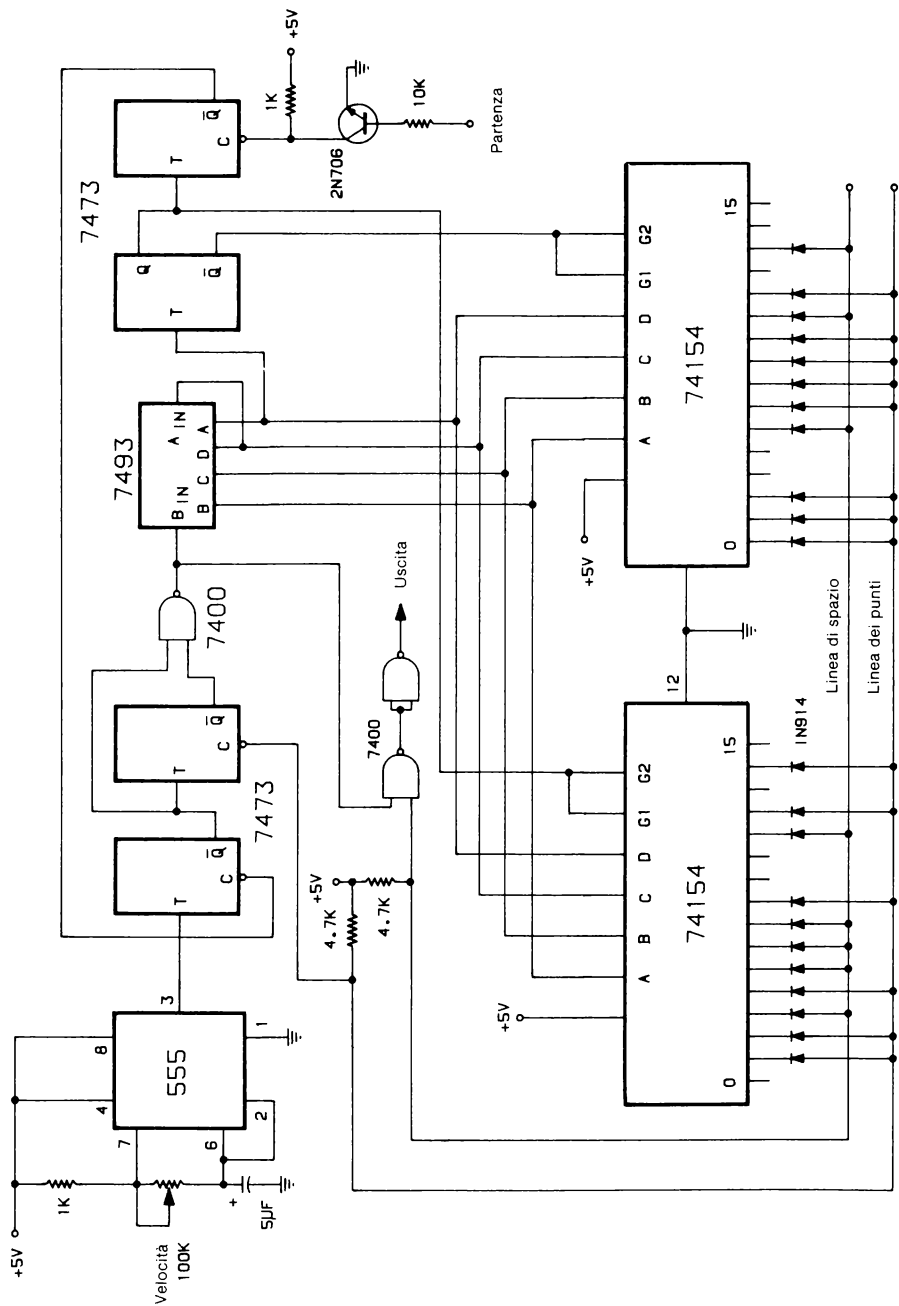 +5V
1K
Velocità
100K
+
5µF
7
6
4
8
555
2
1
3
T
Q
C
7473
T
Q
C
7400
7493
B IN
A IN
B C D A
T
Q
Q
7473
T
Q
C
1K
+5V
2N706
10K
Partenza
+5V
4.7K
4.7K
7400
Uscita
+5V
A B C D G1 G2
74154
0
15
12
1N914
+5V
A B C D G1 G2
74154
0
15
Linea di spazio
Linea dei punti